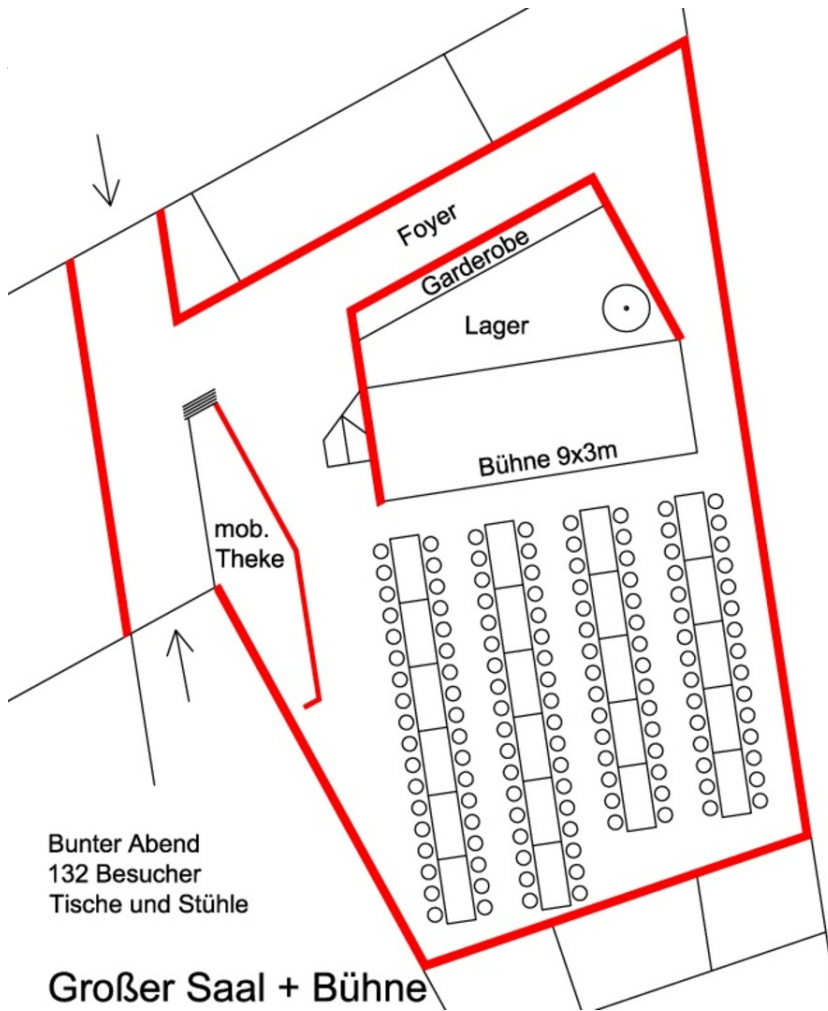 Foyer
Garderobe
Lager
Bühne 9x3m
mob.
Theke
Bunter Abend
132 Besucher
Tische und Stühle
Großer Saal + Bühne